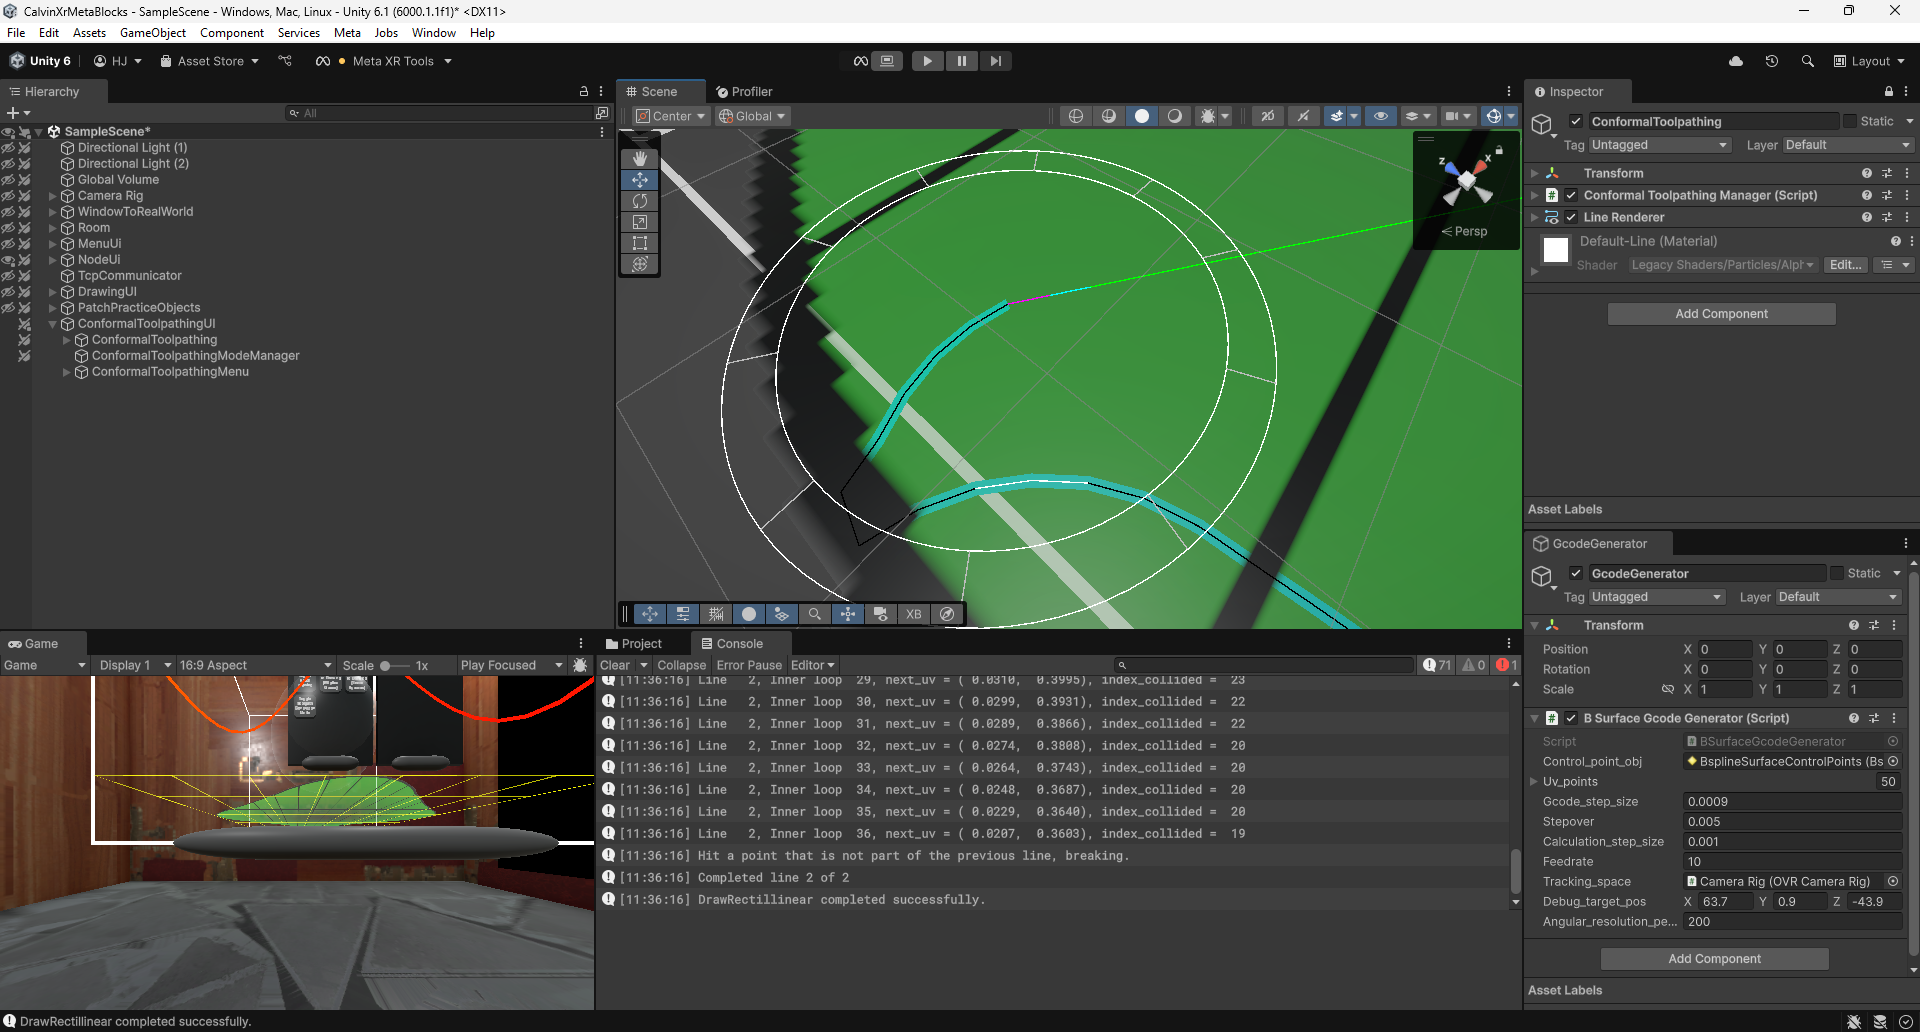 CalvinXrMetaBlocks - SampleScene - Windows, Mac, Linux - Unity 6.1 (6000.1.1f1)* <DX11>
File Edit Assets GameObject Component Services Meta Jobs Window Help
Unity 6 HJ Asset Store Meta XR Tools Layout
Hierarchy
All
SampleScene*
Directional Light (1)
Directional Light (2)
Global Volume
Camera Rig
WindowToRealWorld
Room
MenuUi
NodeUi
TcpCommunicator
DrawingUI
PatchPracticeObjects
ConformalToolpathingUI
ConformalToolpathing
ConformalToolpathingModeManager
ConformalToolpathingMenu
Scene Profiler
Center Global 2D
z x
Persp
XB
Inspector
ConformalToolpathing Static
Tag Untagged Layer Default
Transform
Conformal Toolpathing Manager (Script)
Line Renderer
Default-Line (Material)
Shader Legacy Shaders/Particles/Alph Edit...
Add Component
Asset Labels
GcodeGenerator
GcodeGenerator Static
Tag Untagged Layer Default
Transform
Position X 0 Y 0 Z 0
Rotation X 0 Y 0 Z 0
Scale X 1 Y 1 Z 1
B Surface Gcode Generator (Script)
Script BSurfaceGcodeGenerator
Control_point_obj BsplineSurfaceControlPoints (Bs
Uv_points 50
Gcode_step_size 0.0009
Stepover 0.005
Calculation_step_size 0.001
Feedrate 10
Tracking_space Camera Rig (OVR Camera Rig)
Debug_target_pos X 63.7 Y 0.9 Z -43.9
Angular_resolution_pe... 200
Add Component
Asset Labels
Game
Game Display 1 16:9 Aspect Scale 1x Play Focused
Project Console
Clear Collapse Error Pause Editor 71 0 1
[11:36:16] Line 2, Inner loop 29, next_uv = ( 0.0310, 0.3995), index_collided = 23
[11:36:16] Line 2, Inner loop 30, next_uv = ( 0.0299, 0.3931), index_collided = 22
[11:36:16] Line 2, Inner loop 31, next_uv = ( 0.0289, 0.3866), index_collided = 22
[11:36:16] Line 2, Inner loop 32, next_uv = ( 0.0274, 0.3808), index_collided = 20
[11:36:16] Line 2, Inner loop 33, next_uv = ( 0.0264, 0.3743), index_collided = 20
[11:36:16] Line 2, Inner loop 34, next_uv = ( 0.0248, 0.3687), index_collided = 20
[11:36:16] Line 2, Inner loop 35, next_uv = ( 0.0229, 0.3640), index_collided = 20
[11:36:16] Line 2, Inner loop 36, next_uv = ( 0.0207, 0.3603), index_collided = 19
[11:36:16] Hit a point that is not part of the previous line, breaking.
[11:36:16] Completed line 2 of 2
[11:36:16] DrawRectillinear completed successfully.
DrawRectillinear completed successfully.